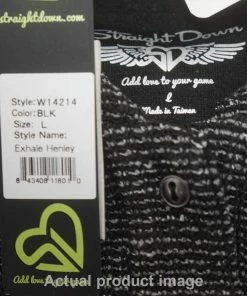 straightdown.com
Style: W14214
Color: BLK
Size: L
Style Name:
Exhale Henley
8 43408 11801 0
Add love to your game
Straight Down
Add love to your game
L
Made in Taiwan
Actual product image